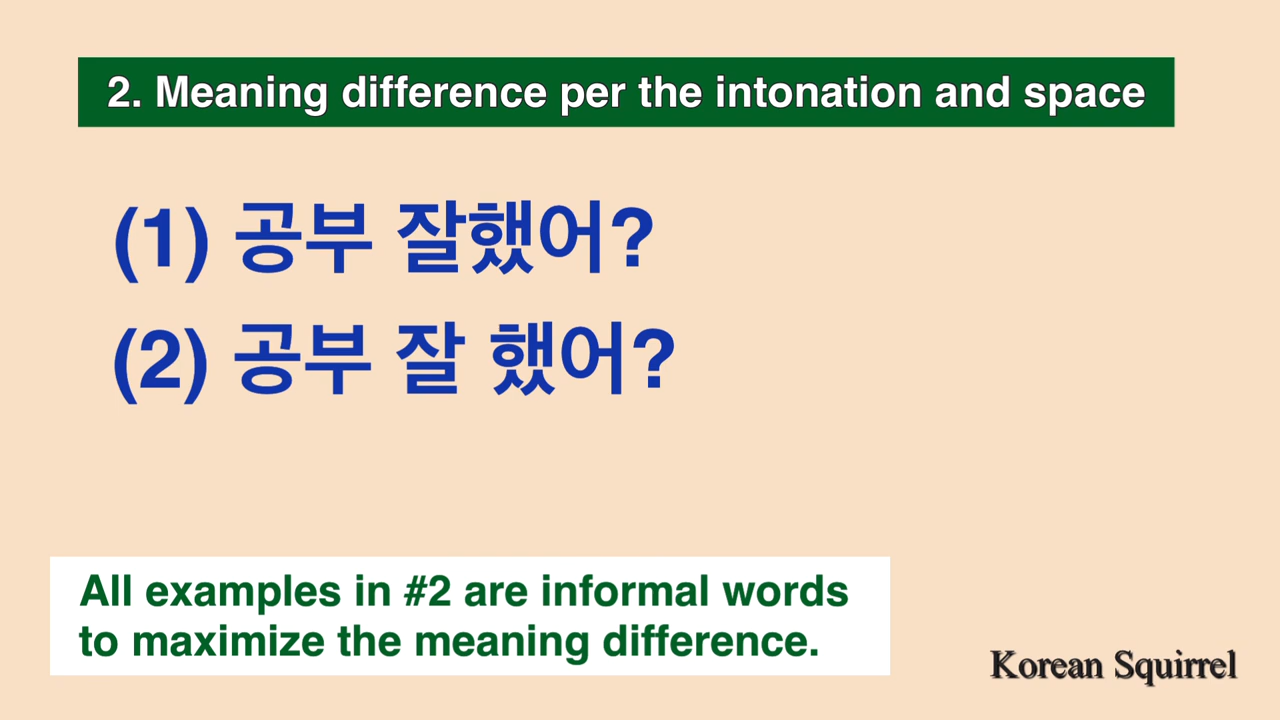 2. Meaning difference per the intonation and space
(1) 공부 잘했어?
(2) 공부 잘 했어?
All examples in #2 are informal words
to maximize the meaning difference.
Korean Squirrel